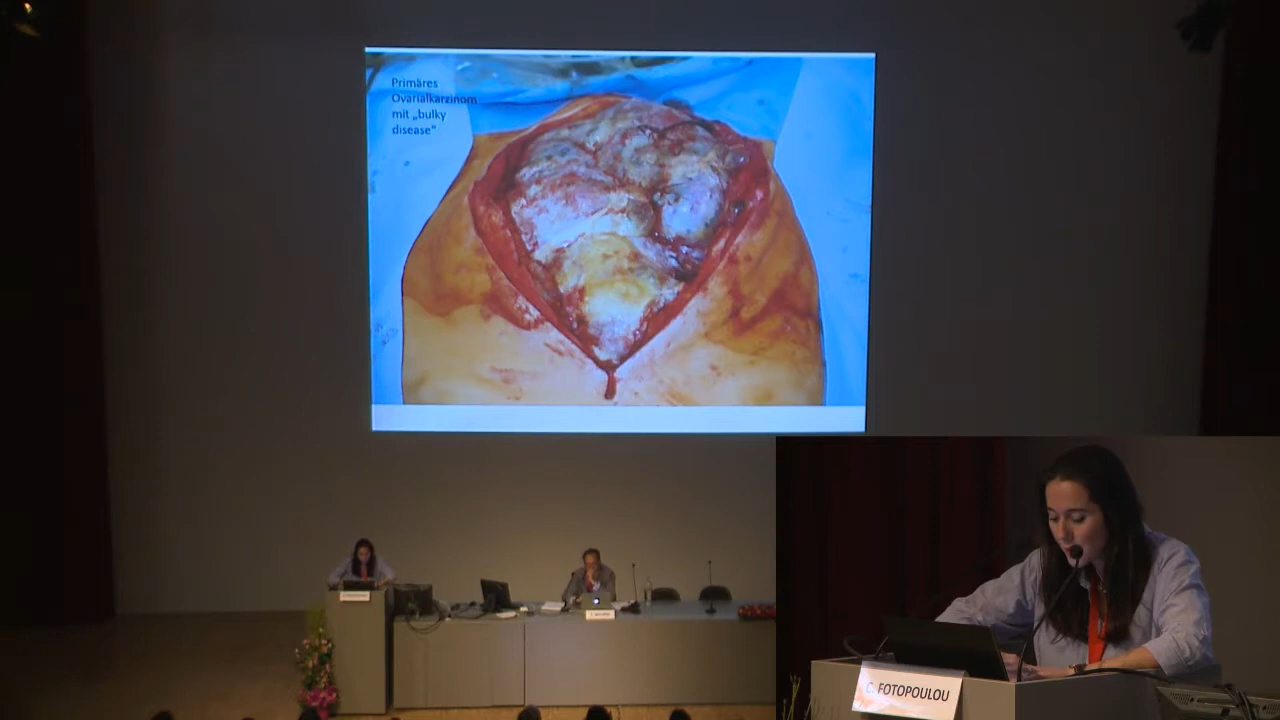 Primäres
Ovarialkarzinom
mit „bulky
disease“
C. FOTOPOULOU